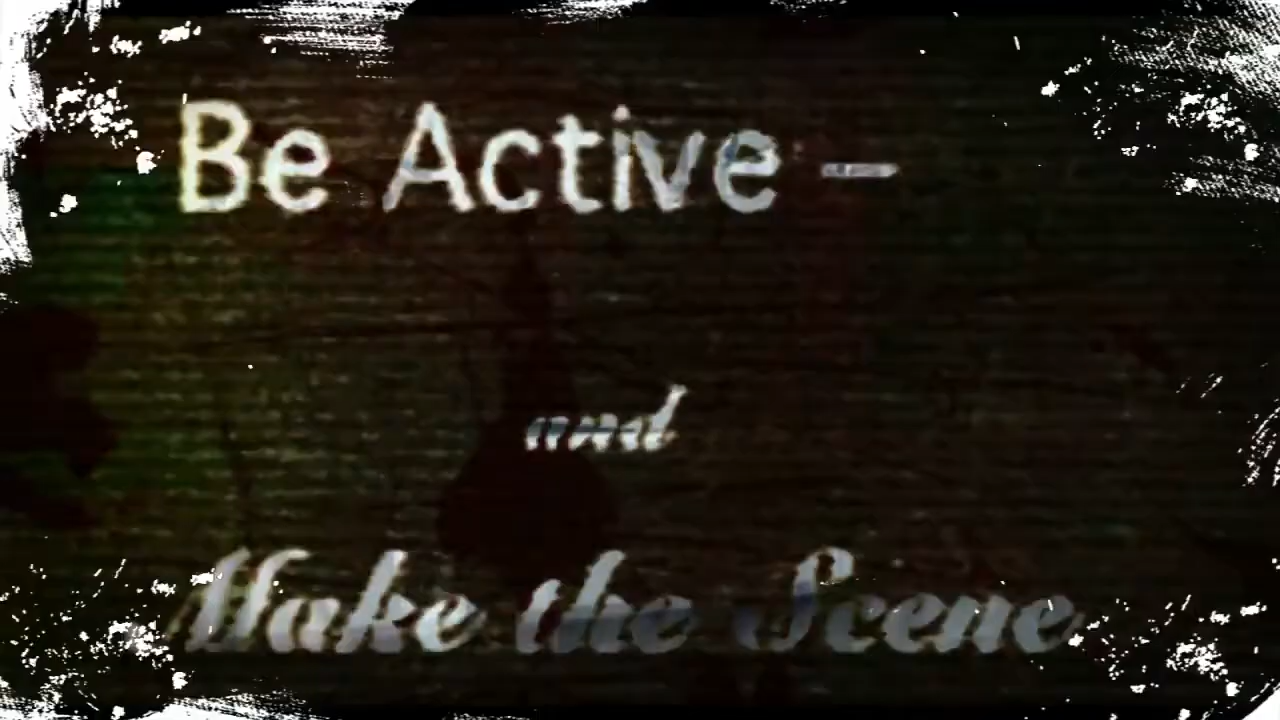 Be Active –
and
Make the Scene